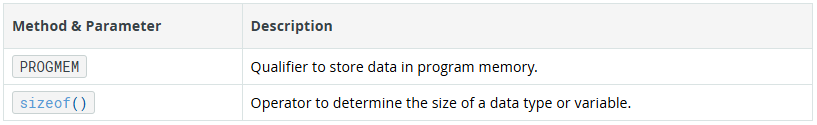 Method & Parameter Description
PROGMEM Qualifier to store data in program memory.
sizeof() Operator to determine the size of a data type or variable.